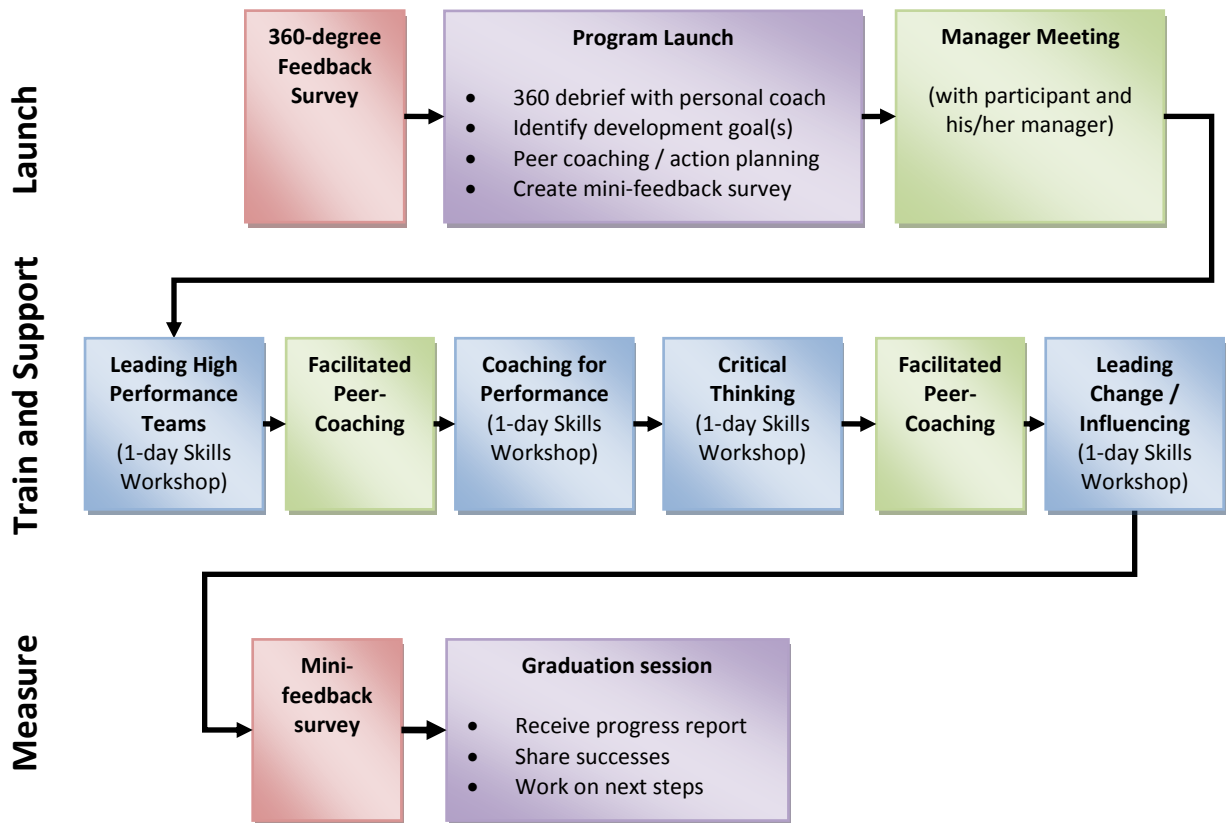 Launch
360-degree
Feedback
Survey
Program Launch
• 360 debrief with personal coach
• Identify development goal(s)
• Peer coaching / action planning
• Create mini-feedback survey
Manager Meeting
(with participant and
his/her manager)
Train and Support
Leading High
Performance
Teams
(1-day Skills
Workshop)
Facilitated
Peer-
Coaching
Coaching for
Performance
(1-day Skills
Workshop)
Critical
Thinking
(1-day Skills
Workshop)
Facilitated
Peer-
Coaching
Leading
Change /
Influencing
(1-day Skills
Workshop)
Measure
Mini-
feedback
survey
Graduation session
• Receive progress report
• Share successes
• Work on next steps